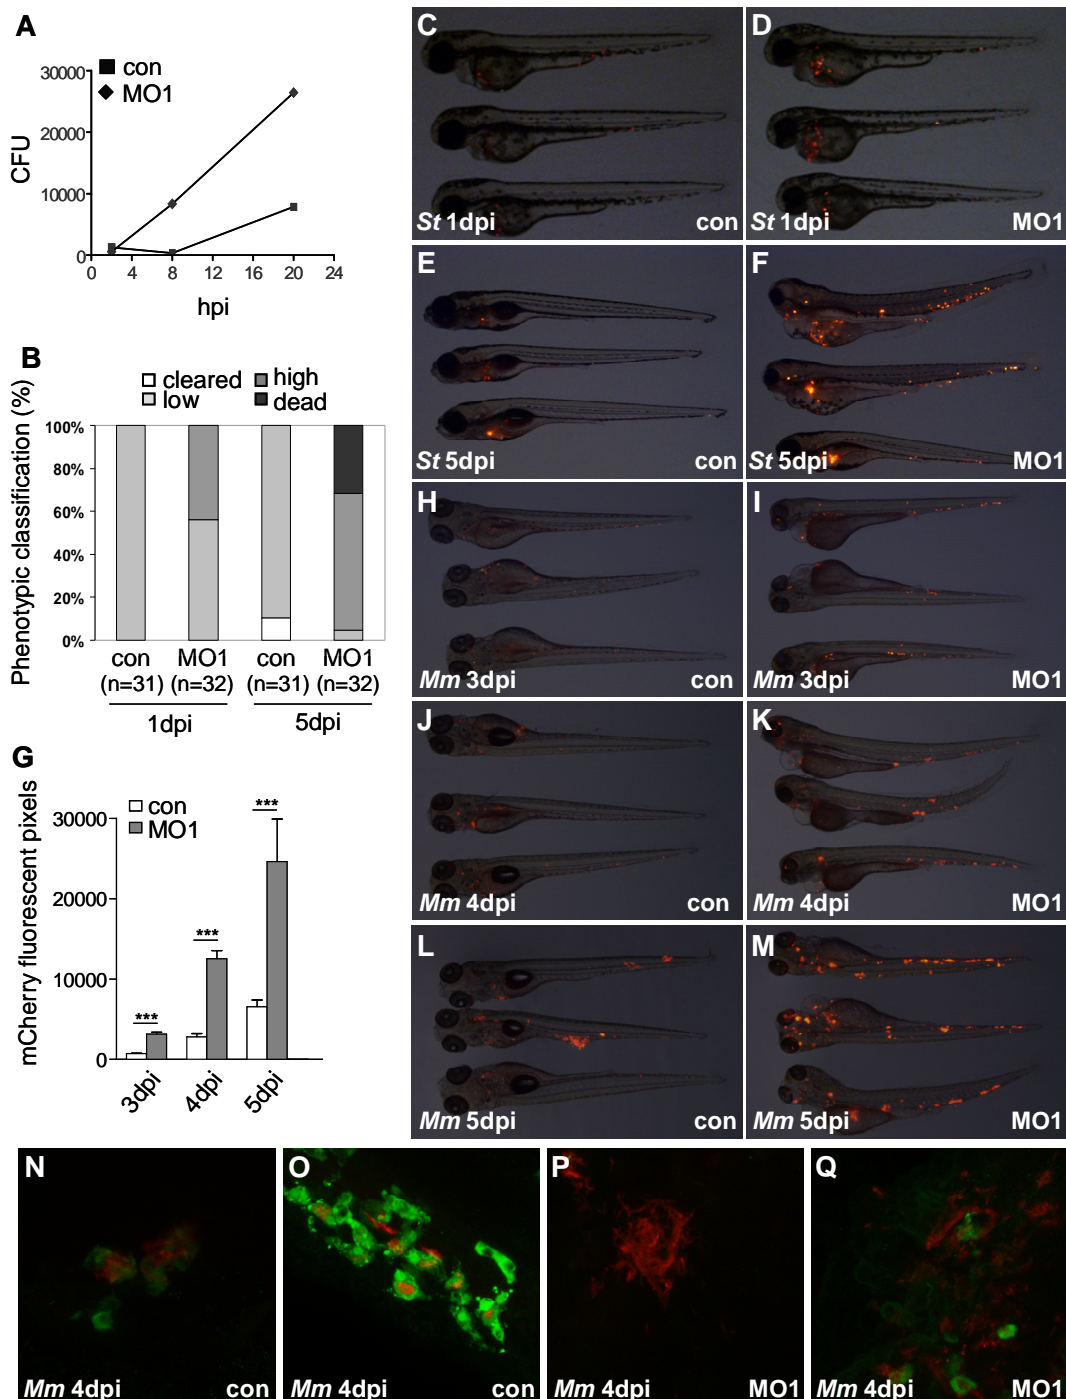 A
con
MO1
30000
20000
10000
0
CFU
0 4 8 12 16 20 24
hpi
B
cleared high
low dead
Phenotypic classification (%)
100%
80%
60%
40%
20%
0%
con MO1 con MO1
(n=31) (n=32) (n=31) (n=32)
1dpi 5dpi
G
con
MO1
mCherry fluorescent pixels
30000
20000
10000
0
*** *** ***
3dpi 4dpi 5dpi
C
St 1dpi con
D
St 1dpi MO1
E
St 5dpi con
F
St 5dpi MO1
H
Mm 3dpi con
I
Mm 3dpi MO1
J
Mm 4dpi con
K
Mm 4dpi MO1
L
Mm 5dpi con
M
Mm 5dpi MO1
N
Mm 4dpi con
O
Mm 4dpi con
P
Mm 4dpi MO1
Q
Mm 4dpi MO1